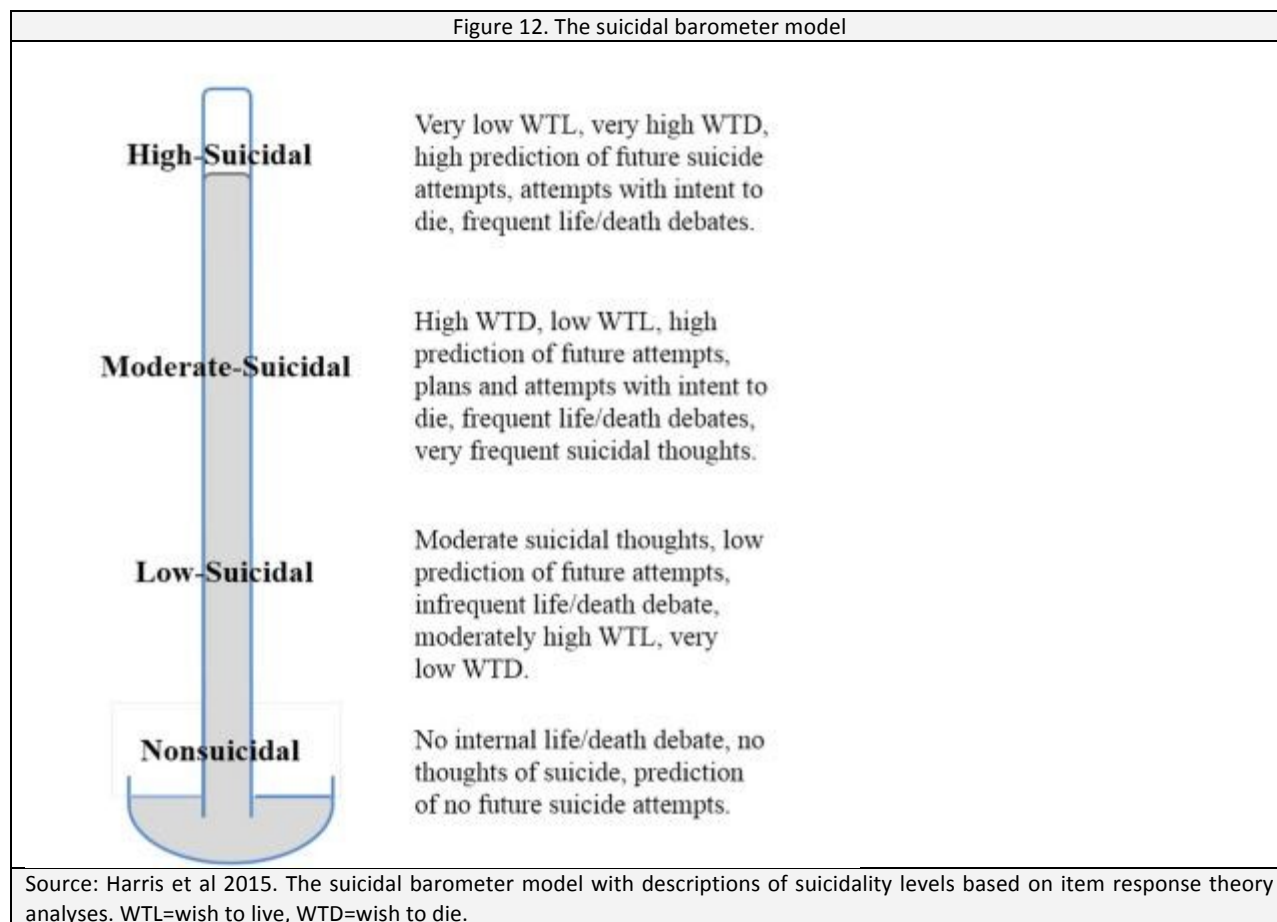 Figure 12. The suicidal barometer model
High-Suicidal
Very low WTL, very high WTD,
high prediction of future suicide
attempts, attempts with intent to
die, frequent life/death debates.
Moderate-Suicidal
High WTD, low WTL, high
prediction of future attempts,
plans and attempts with intent to
die, frequent life/death debates,
very frequent suicidal thoughts.
Low-Suicidal
Moderate suicidal thoughts, low
prediction of future attempts,
infrequent life/death debate,
moderately high WTL, very
low WTD.
Nonsuicidal
No internal life/death debate, no
thoughts of suicide, prediction
of no future suicide attempts.
Source: Harris et al 2015. The suicidal barometer model with descriptions of suicidality levels based on item response theory
analyses. WTL=wish to live, WTD=wish to die.